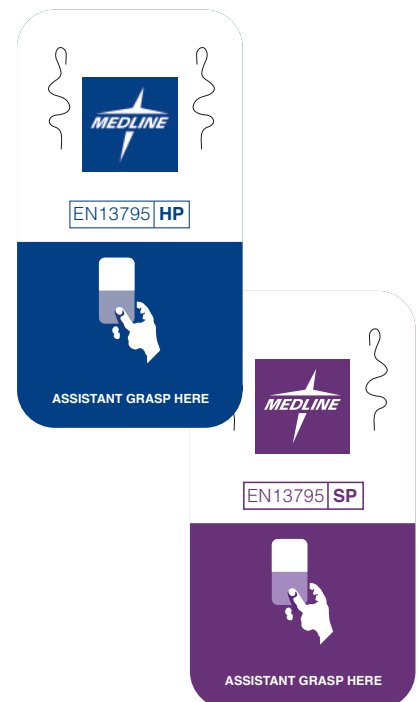 MEDLINE
EN13795 HP
ASSISTANT GRASP HERE
MEDLINE
EN13795 SP
ASSISTANT GRASP HERE